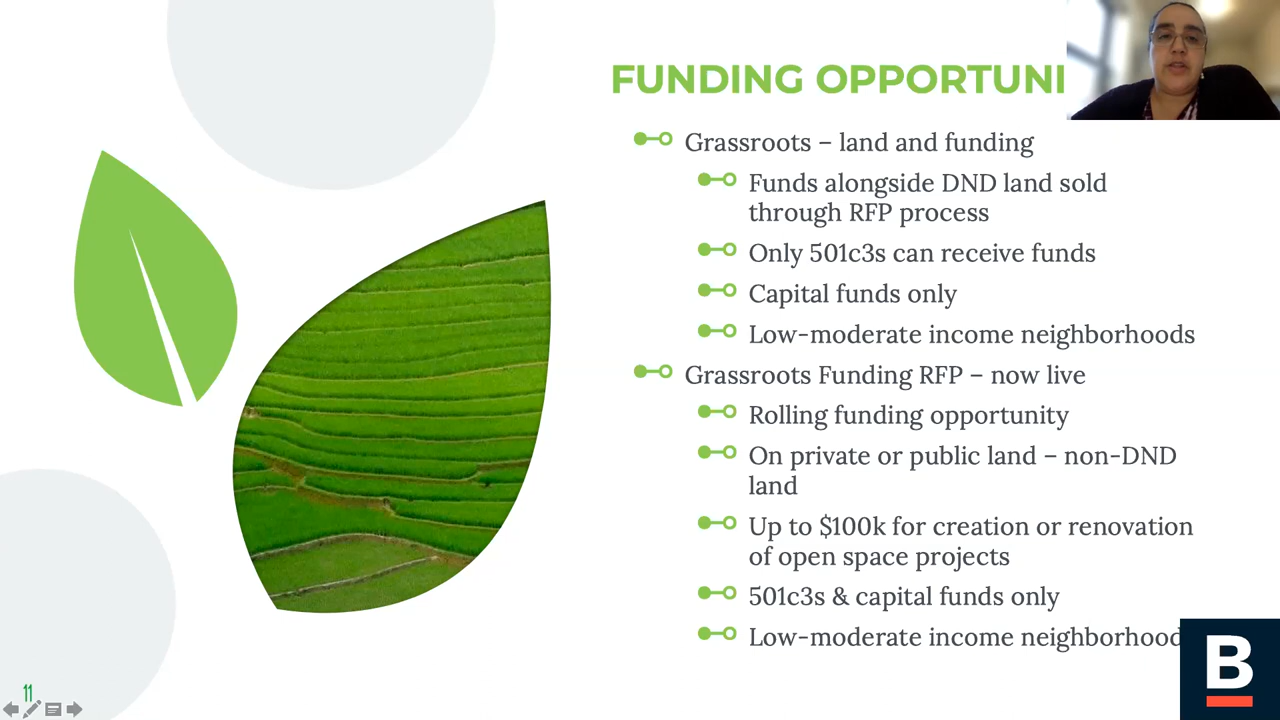 FUNDING OPPORTUNI
Grassroots – land and funding
Funds alongside DND land sold
through RFP process
Only 501c3s can receive funds
Capital funds only
Low-moderate income neighborhoods
Grassroots Funding RFP – now live
Rolling funding opportunity
On private or public land – non-DND
land
Up to $100k for creation or renovation
of open space projects
501c3s & capital funds only
Low-moderate income neighborhood
B
11